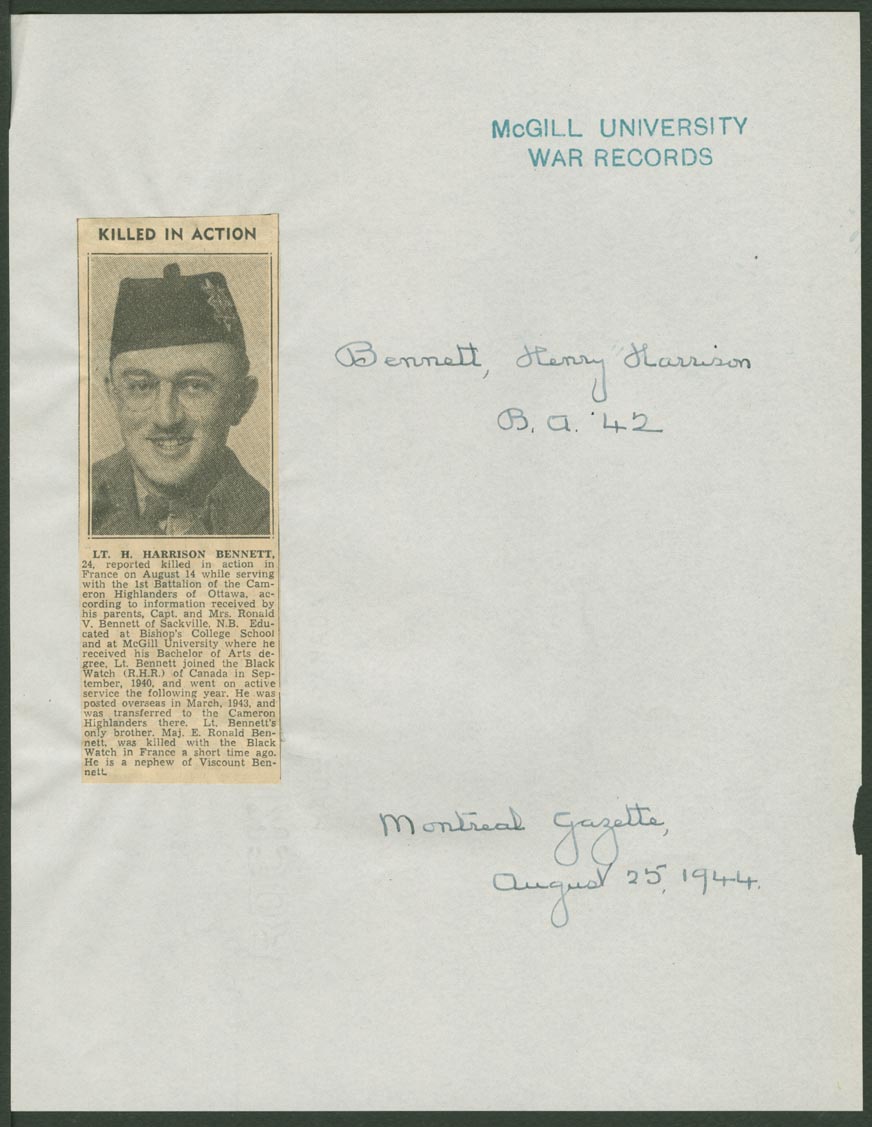 McGILL UNIVERSITY
WAR RECORDS
KILLED IN ACTION
Bennett, Henry Harrison
B.A. '42
LT. H. HARRISON BENNETT,
24, reported killed in action in
France on August 14 while serving
with the 1st Battalion of the Cam-
eron Highlanders of Ottawa, ac-
cording to information received by
his parents, Capt. and Mrs. Ronald
V. Bennett of Sackville, N.B. Edu-
cated at Bishop's College School
and at McGill University where he
received his Bachelor of Arts de-
gree, Lt. Bennett joined the Black
Watch (R.H.R.) of Canada in Sep-
tember, 1940, and went on active
service the following year. He was
posted overseas in March, 1943, and
was transferred to the Cameron
Highlanders there. Lt. Bennett's
only brother, Maj. E. Ronald Ben-
nett, was killed with the Black
Watch in France a short time ago.
He is a nephew of Viscount Ben-
nett.
Montreal Gazette,
August 25, 1944.